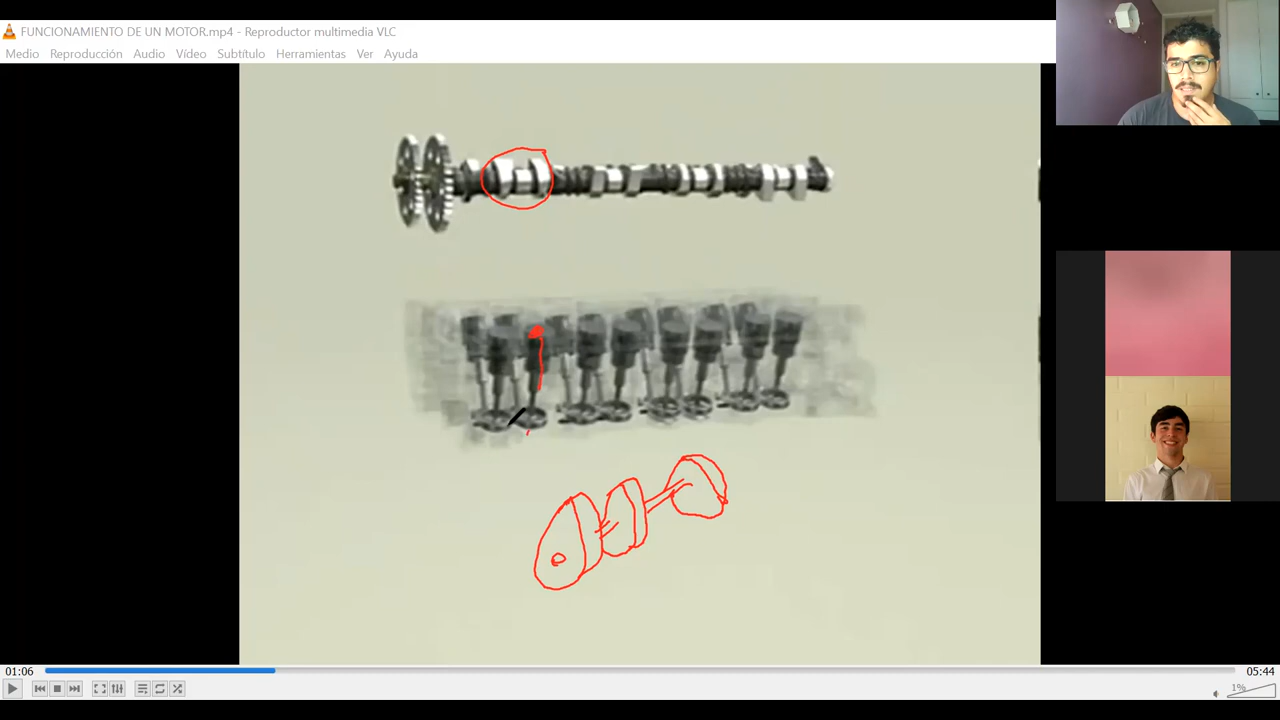 FUNCIONAMIENTO DE UN MOTOR.mp4 - Reproductor multimedia VLC
Medio Reproducción Audio Vídeo Subtítulo Herramientas Ver Ayuda
01:06
05:44
1%